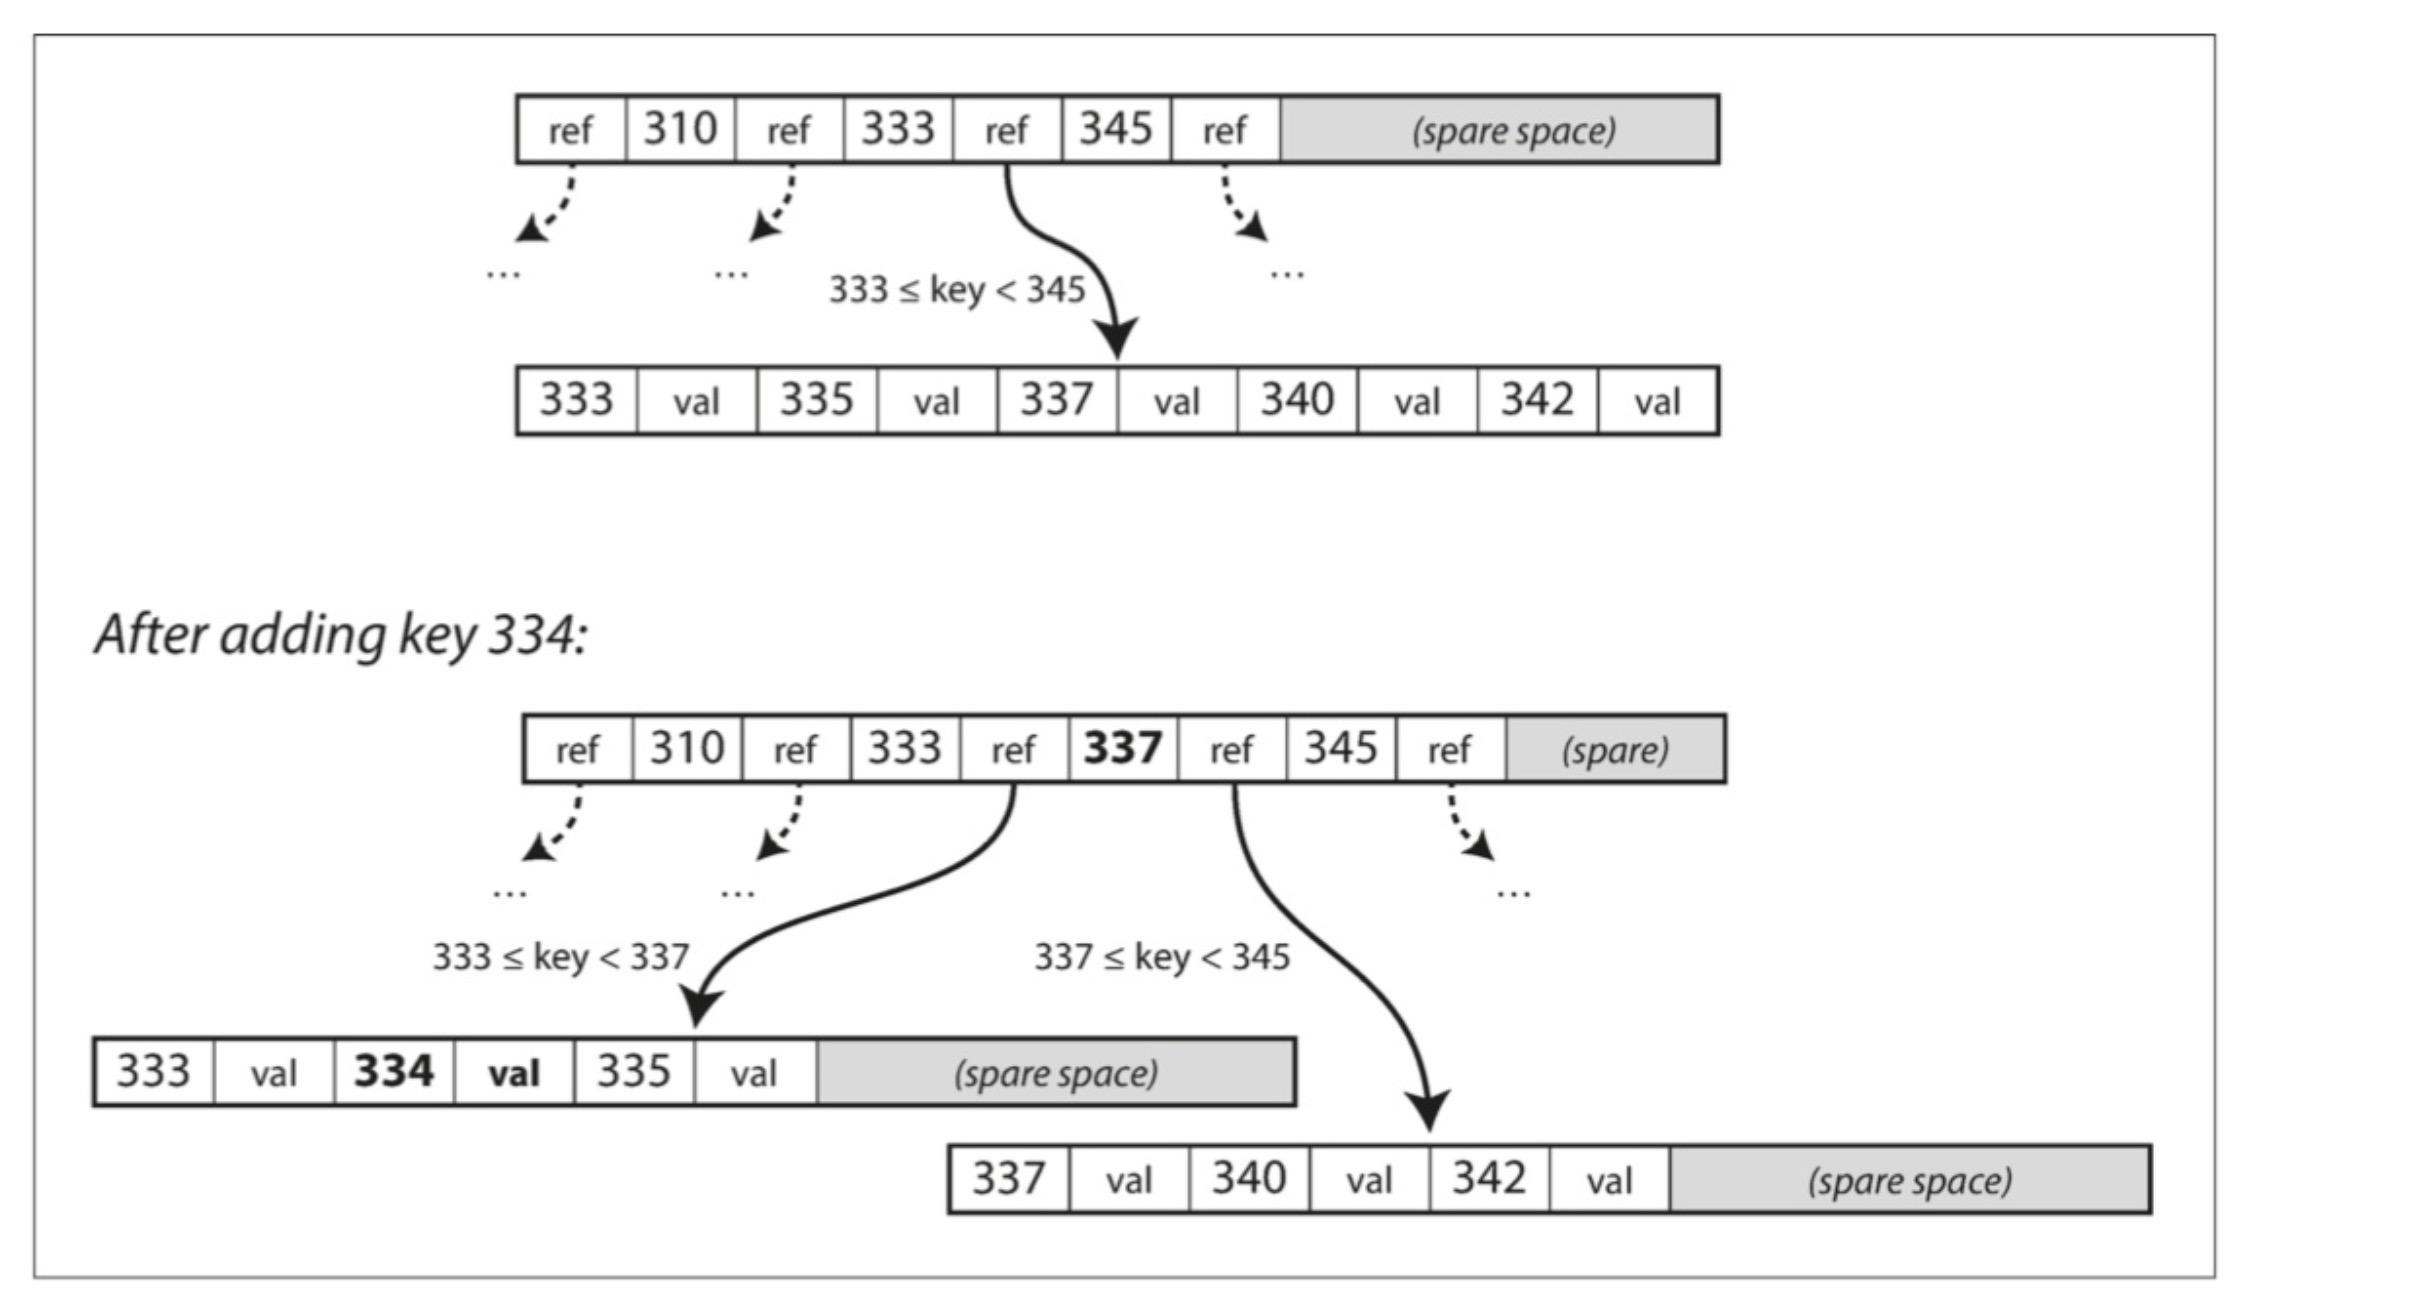 ref 310 ref 333 ref 345 ref (spare space)
... ... ...
333 ≤ key < 345
333 val 335 val 337 val 340 val 342 val
After adding key 334:
ref 310 ref 333 ref 337 ref 345 ref (spare)
... ... ...
333 ≤ key < 337 337 ≤ key < 345
333 val 334 val 335 val (spare space)
337 val 340 val 342 val (spare space)